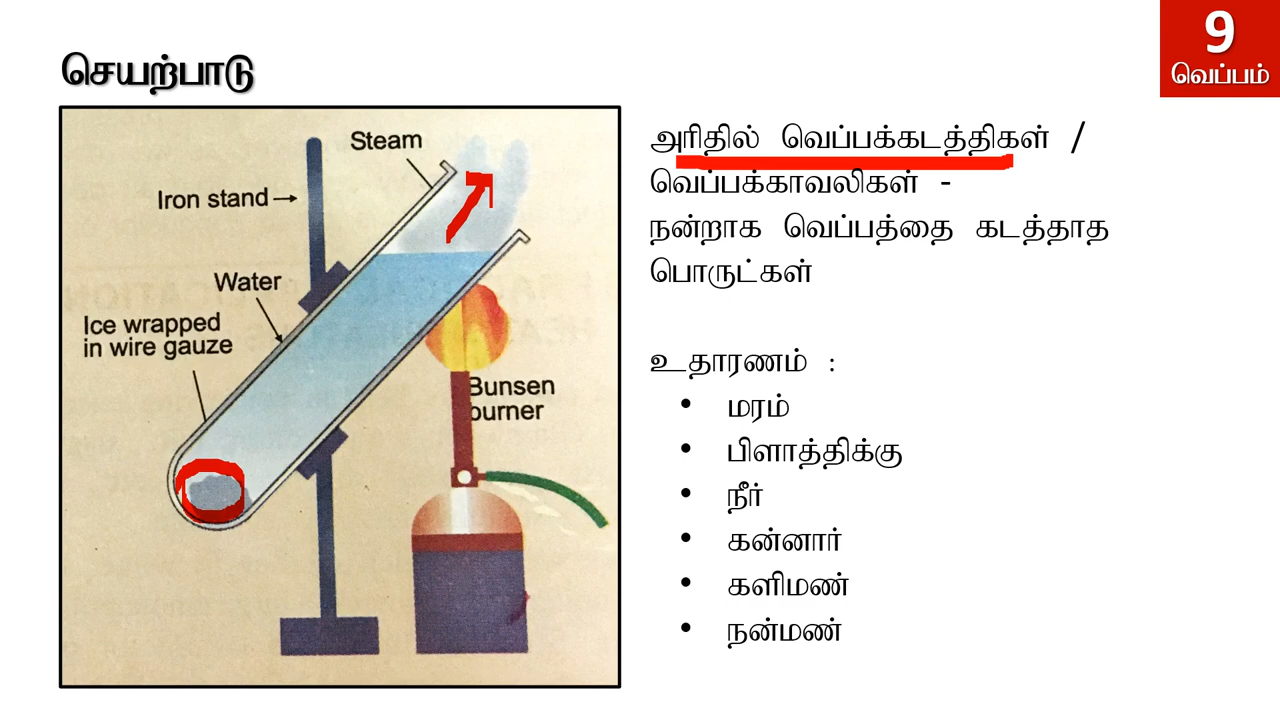 9
வெப்பம்
செயற்பாடு
Steam
Iron stand
Water
Ice wrapped
in wire gauze
Bunsen
burner
அரிதில் வெப்பக்கடத்திகள் /
வெப்பக்காவலிகள் -
நன்றாக வெப்பத்தை கடத்தாத
பொருட்கள்
உதாரணம் :
• மரம்
• பிளாத்திக்கு
• நீர்
• கன்னார்
• களிமண்
• நன்மண்